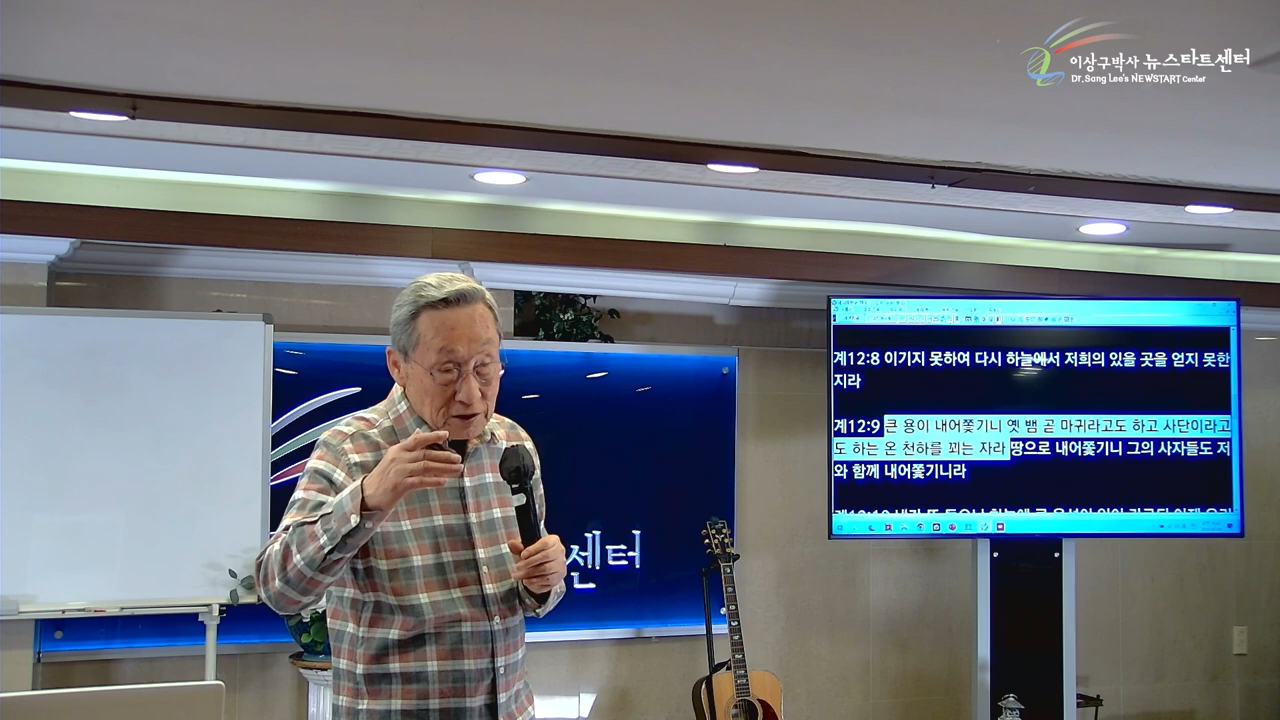 이상구박사 뉴스타트센터
Dr. Sang Lee's NEWSTART Center
계12:8 이기지 못하여 다시 하늘에서 저희의 있을 곳을 얻지 못한
지라
계12:9 큰 용이 내어쫓기니 옛 뱀 곧 마귀라고도 하고 사단이라고
도 하는 온 천하를 꾀는 자라 땅으로 내어쫓기니 그의 사자들도 저
와 함께 내어쫓기니라
센터